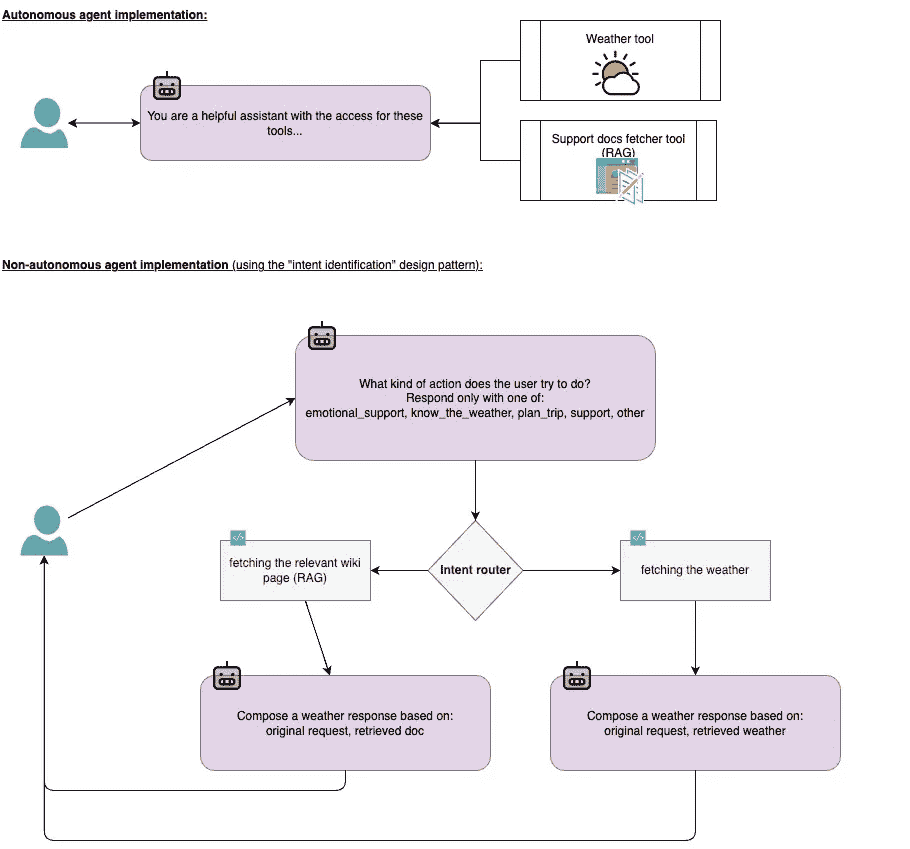 Autonomous agent implementation:
Weather tool
You are a helpful assistant with the access for these
tools...
Support docs fetcher tool
(RAG)
Non-autonomous agent implementation (using the "intent identification" design pattern):
What kind of action does the user try to do?
Respond only with one of:
emotional_support, know_the_weather, plan_trip, support, other
fetching the relevant wiki
page (RAG)
Intent router
fetching the weather
Compose a weather response based on:
original request, retrieved doc
Compose a weather response based on:
original request, retrieved weather